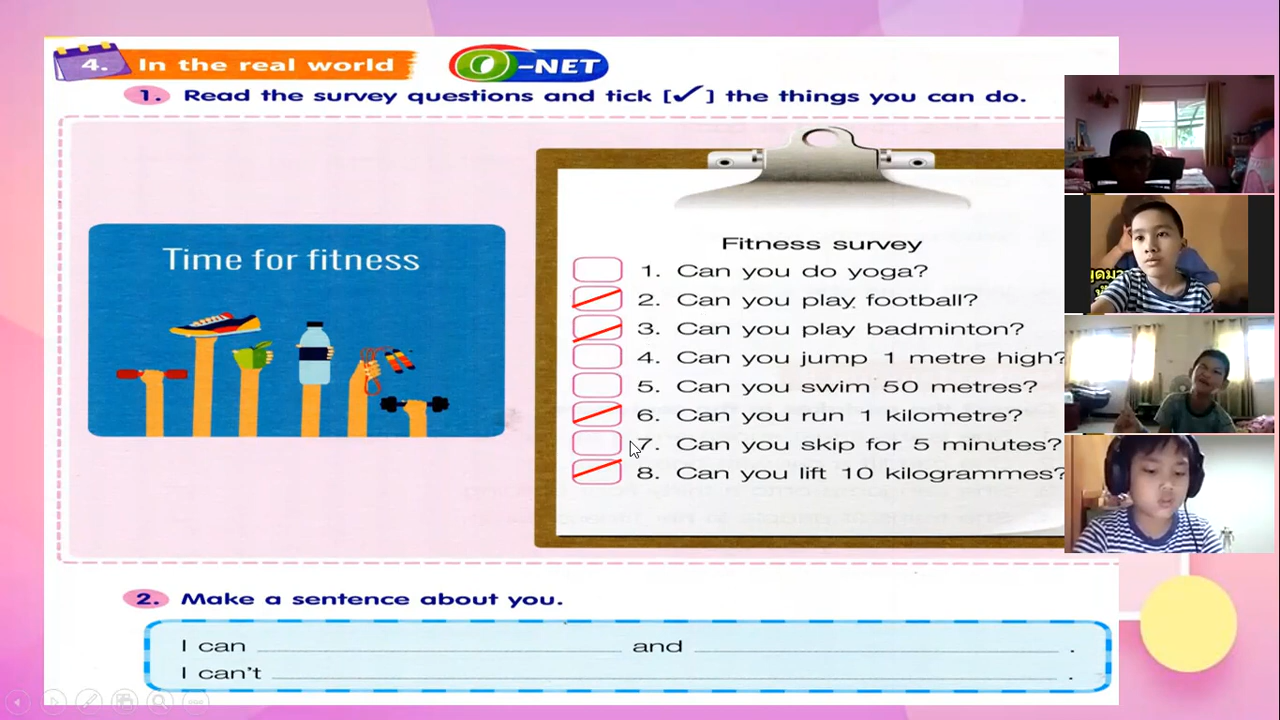 4. In the real world O-NET
1. Read the survey questions and tick [✓] the things you can do.
Time for fitness
Fitness survey
1. Can you do yoga?
2. Can you play football?
3. Can you play badminton?
4. Can you jump 1 metre high?
5. Can you swim 50 metres?
6. Can you run 1 kilometre?
7. Can you skip for 5 minutes?
8. Can you lift 10 kilogrammes?
2. Make a sentence about you.
I can ______ and ______ .
I can't ______ .